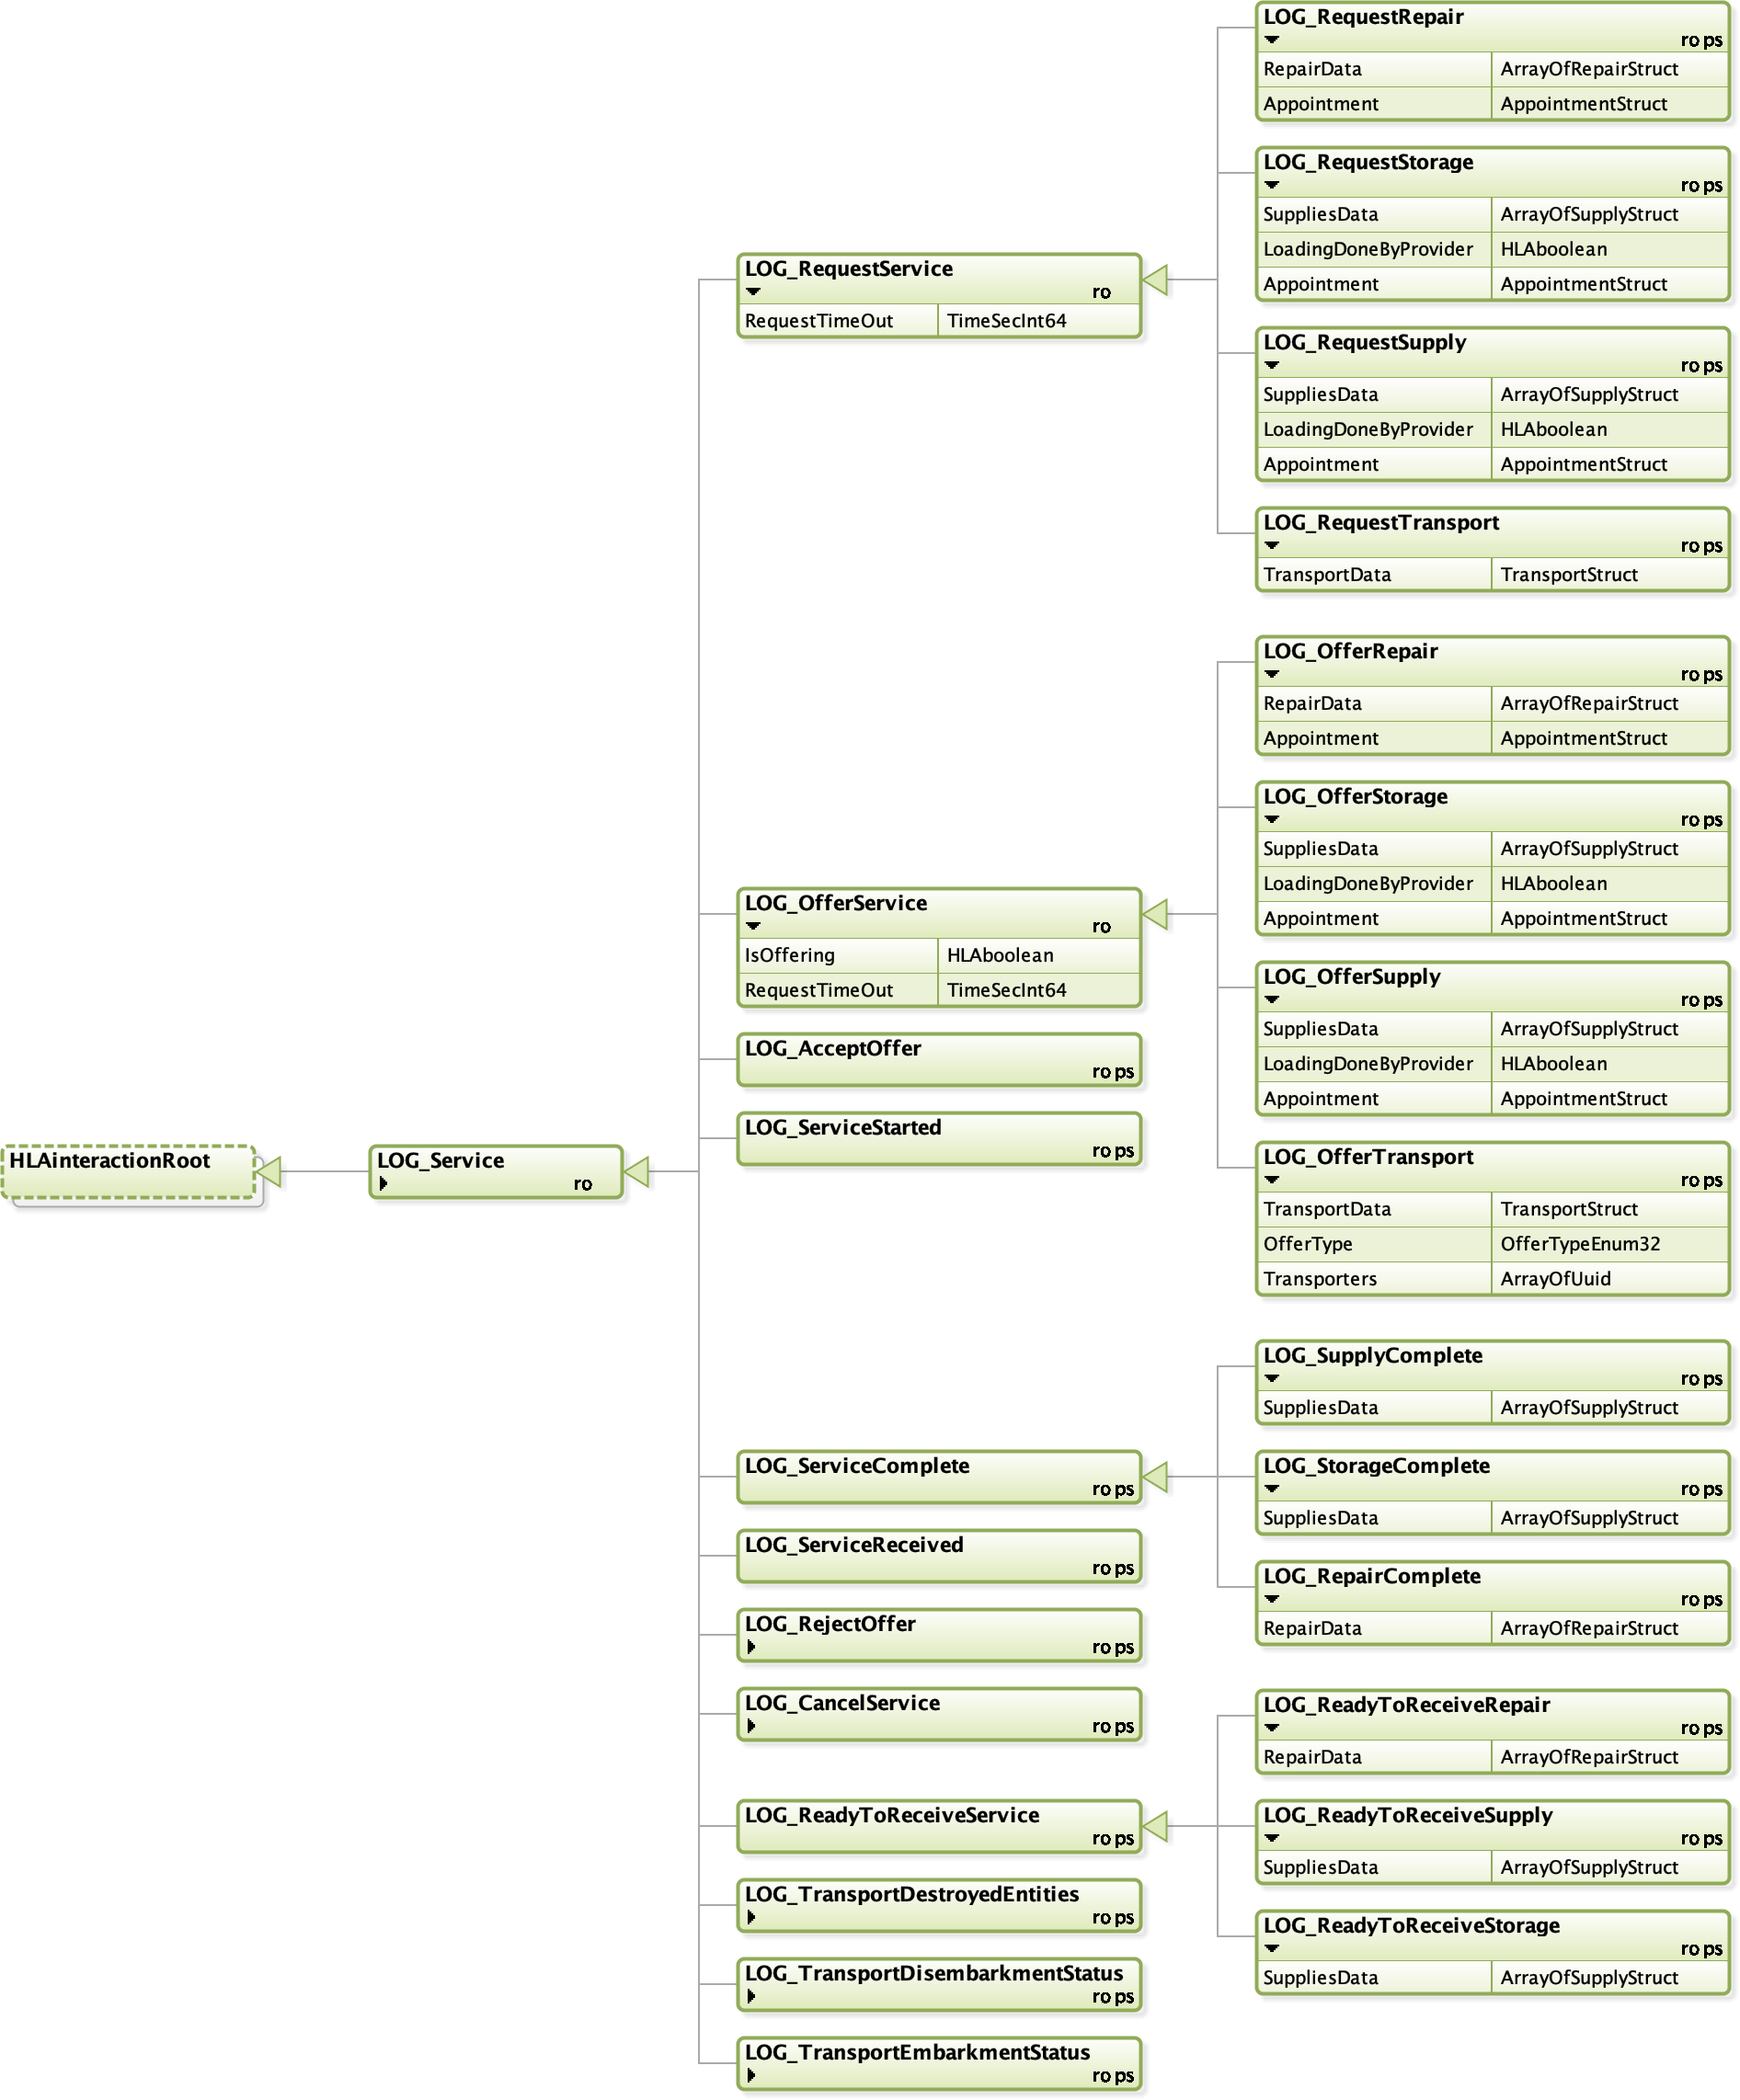 HLAinteractionRoot
LOG_Service
ro
LOG_RequestService
ro
RequestTimeOut TimeSecInt64
LOG_RequestRepair
ro ps
RepairData ArrayOfRepairStruct
Appointment AppointmentStruct
LOG_RequestStorage
ro ps
SuppliesData ArrayOfSupplyStruct
LoadingDoneByProvider HLAboolean
Appointment AppointmentStruct
LOG_RequestSupply
ro ps
SuppliesData ArrayOfSupplyStruct
LoadingDoneByProvider HLAboolean
Appointment AppointmentStruct
LOG_RequestTransport
ro ps
TransportData TransportStruct
LOG_OfferService
ro
IsOffering HLAboolean
RequestTimeOut TimeSecInt64
LOG_OfferRepair
ro ps
RepairData ArrayOfRepairStruct
Appointment AppointmentStruct
LOG_OfferStorage
ro ps
SuppliesData ArrayOfSupplyStruct
LoadingDoneByProvider HLAboolean
Appointment AppointmentStruct
LOG_OfferSupply
ro ps
SuppliesData ArrayOfSupplyStruct
LoadingDoneByProvider HLAboolean
Appointment AppointmentStruct
LOG_OfferTransport
ro ps
TransportData TransportStruct
OfferType OfferTypeEnum32
Transporters ArrayOfUuid
LOG_AcceptOffer
ro ps
LOG_ServiceStarted
ro ps
LOG_ServiceComplete
ro ps
LOG_SupplyComplete
ro ps
SuppliesData ArrayOfSupplyStruct
LOG_StorageComplete
ro ps
SuppliesData ArrayOfSupplyStruct
LOG_RepairComplete
ro ps
RepairData ArrayOfRepairStruct
LOG_ServiceReceived
ro ps
LOG_RejectOffer
ro ps
LOG_CancelService
ro ps
LOG_ReadyToReceiveService
ro ps
LOG_ReadyToReceiveRepair
ro ps
RepairData ArrayOfRepairStruct
LOG_ReadyToReceiveSupply
ro ps
SuppliesData ArrayOfSupplyStruct
LOG_ReadyToReceiveStorage
ro ps
SuppliesData ArrayOfSupplyStruct
LOG_TransportDestroyedEntities
ro ps
LOG_TransportDisembarkmentStatus
ro ps
LOG_TransportEmbarkmentStatus
ro ps